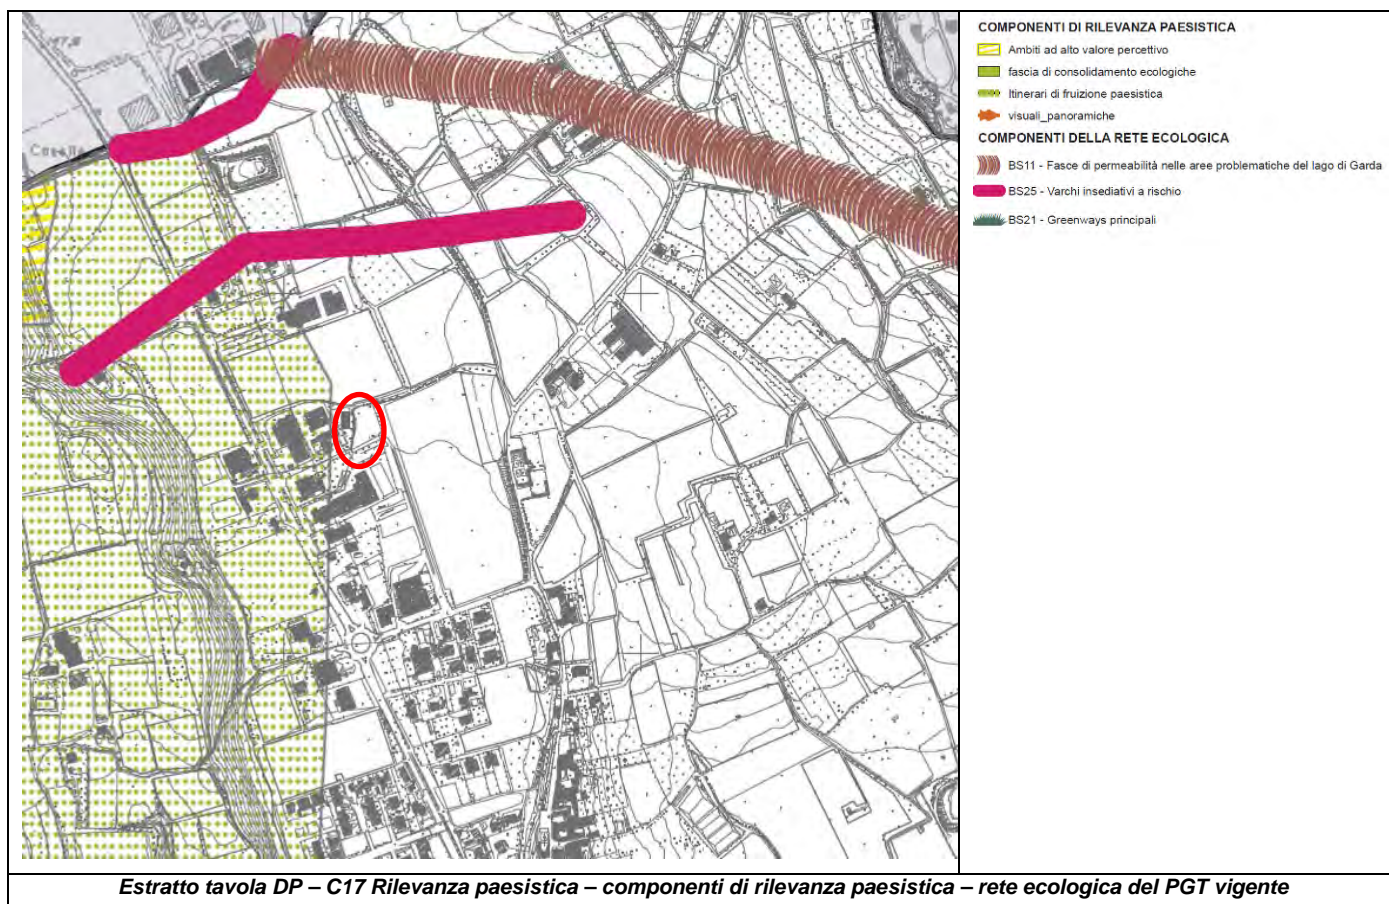 COMPONENTI DI RILEVANZA PAESISTICA
Ambiti ad alto valore percettivo
fascia di consolidamento ecologiche
Itinerari di fruizione paesistica
visuali_panoramiche
COMPONENTI DELLA RETE ECOLOGICA
BS11 - Fasce di permeabilità nelle aree problematiche del lago di Garda
BS25 - Varchi insediativi a rischio
BS21 - Greenways principali
Estratto tavola DP – C17 Rilevanza paesistica – componenti di rilevanza paesistica – rete ecologica del PGT vigente